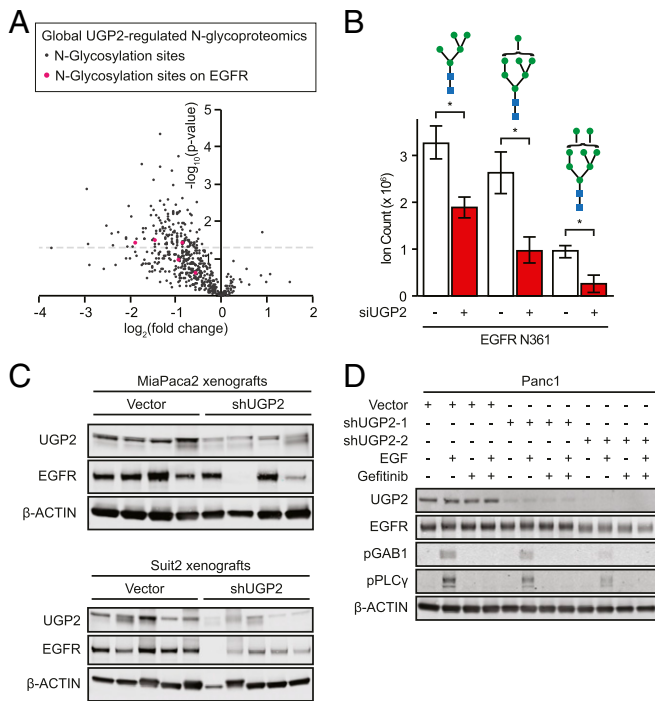 A
Global UGP2-regulated N-glycoproteomics
N-Glycosylation sites
N-Glycosylation sites on EGFR
-log10(p-value)
5
4
3
2
1
-4 -3 -2 -1 0 1 2
log2(fold change)
B
* * *
Ion Count (x 10⁶)
3
2
1
0
siUGP2 - + - + - +
EGFR N361
C
MiaPaca2 xenografts
Vector shUGP2
UGP2
EGFR
β-ACTIN
Suit2 xenografts
Vector shUGP2
UGP2
EGFR
β-ACTIN
D
Panc1
Vector + + + + - - - - - - - -
shUGP2-1 - - - - + + + + - - - -
shUGP2-2 - - - - - - - - + + + +
EGF - + - + - + - + - + - +
Gefitinib - - + + - - + + - - + +
UGP2
EGFR
pGAB1
pPLCγ
β-ACTIN